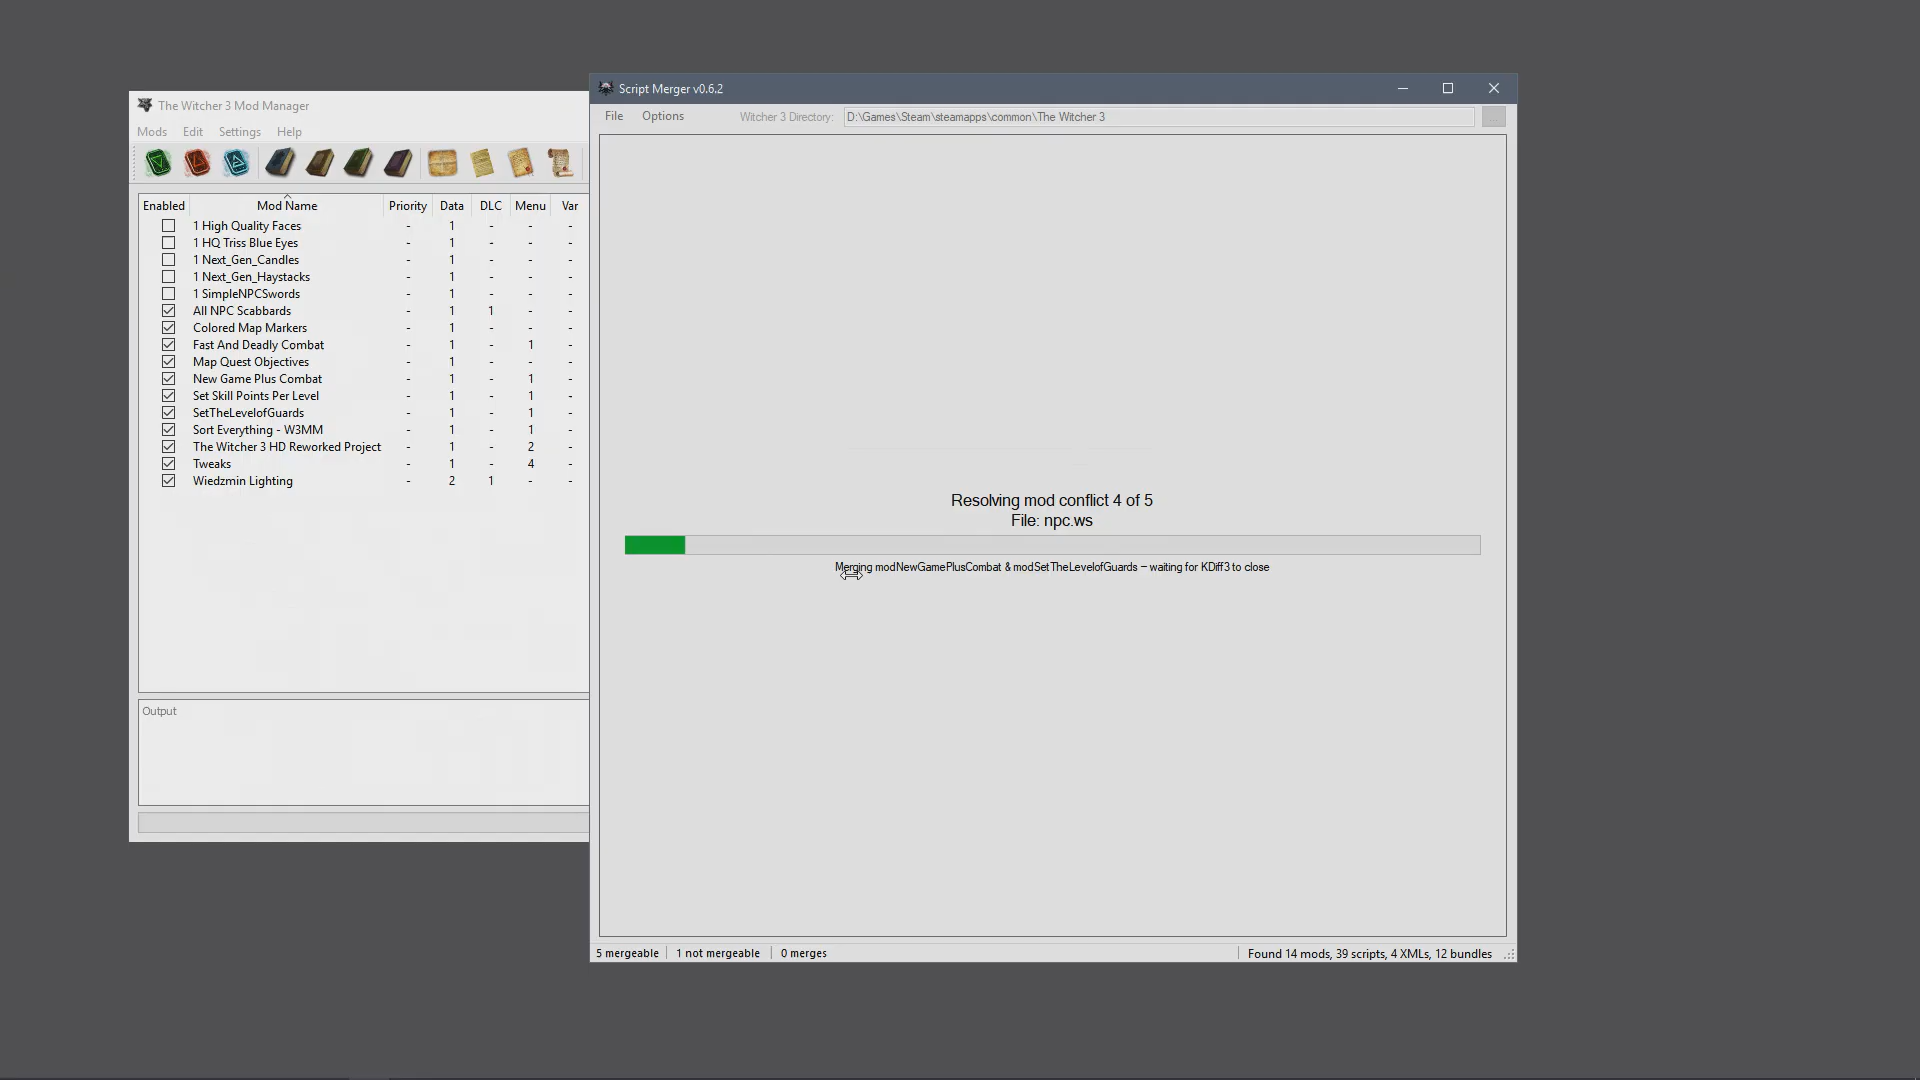 The Witcher 3 Mod Manager
Mods Edit Settings Help
Enabled Mod Name Priority Data DLC Menu Var
1 High Quality Faces - 1 - - -
1 HQ Triss Blue Eyes - 1 - - -
1 Next_Gen_Candles - 1 - - -
1 Next_Gen_Haystacks - 1 - - -
1 SimpleNPCSwords - 1 - - -
All NPC Scabbards - 1 1 - -
Colored Map Markers - 1 - - -
Fast And Deadly Combat - 1 - 1 -
Map Quest Objectives - 1 - - -
New Game Plus Combat - 1 - 1 -
Set Skill Points Per Level - 1 - 1 -
SetTheLevelofGuards - 1 - 1 -
Sort Everything - W3MM - 1 - 1 -
The Witcher 3 HD Reworked Project - 1 - 2 -
Tweaks - 1 - 4 -
Wiedzmin Lighting - 2 1 - -
Output
Script Merger v0.6.2
File Options Witcher 3 Directory: D:\Games\Steam\steamapps\common\The Witcher 3 ...
Resolving mod conflict 4 of 5
File: npc.ws
Merging modNewGamePlusCombat & modSetTheLevelofGuards — waiting for KDiff3 to close
5 mergeable 1 not mergeable 0 merges Found 14 mods, 39 scripts, 4 XMLs, 12 bundles